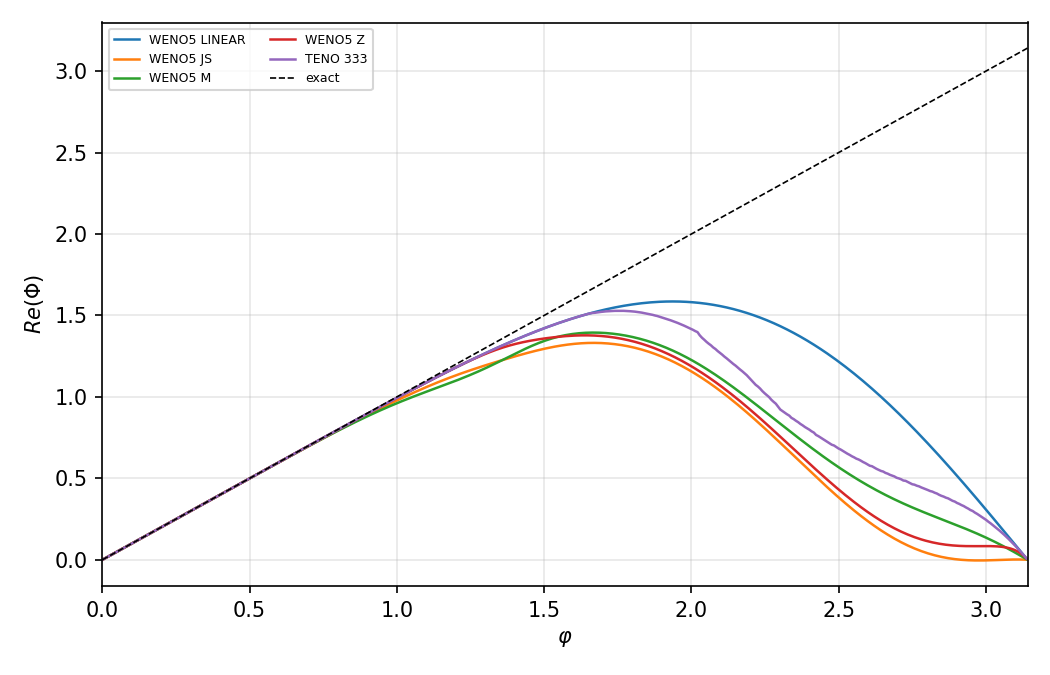 WENO5 LINEAR
WENO5 JS
WENO5 M
WENO5 Z
TENO 333
exact
3.0
2.5
2.0
1.5
1.0
0.5
0.0
Re(Φ)
0.0 0.5 1.0 1.5 2.0 2.5 3.0
φ